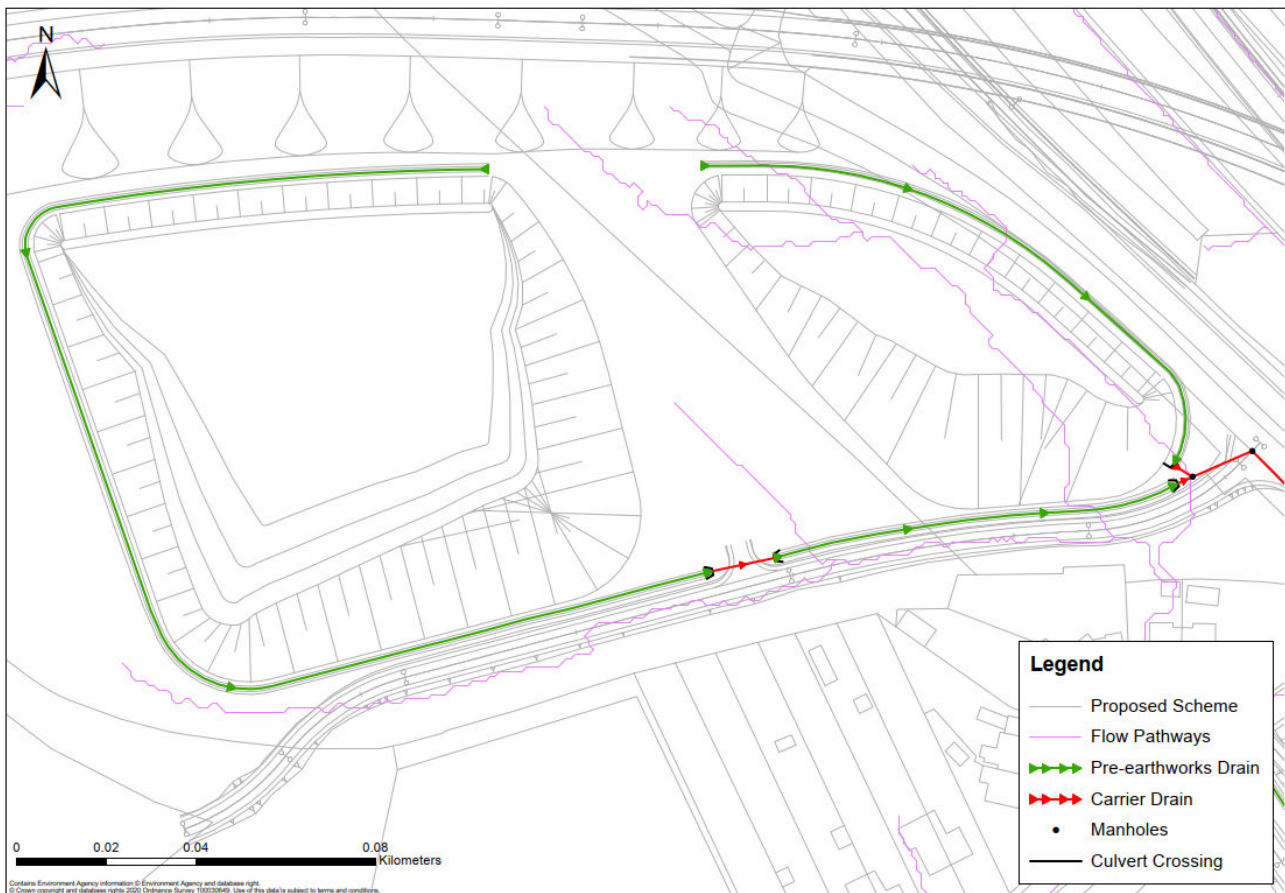 N
Legend
Proposed Scheme
Flow Pathways
Pre-earthworks Drain
Carrier Drain
Manholes
Culvert Crossing
0 0.02 0.04 0.08
Kilometers
Contains Environment Agency information © Environment Agency and database right.
© Crown copyright and database rights 2020 Ordnance Survey 100030649. Use of this data is subject to terms and conditions.